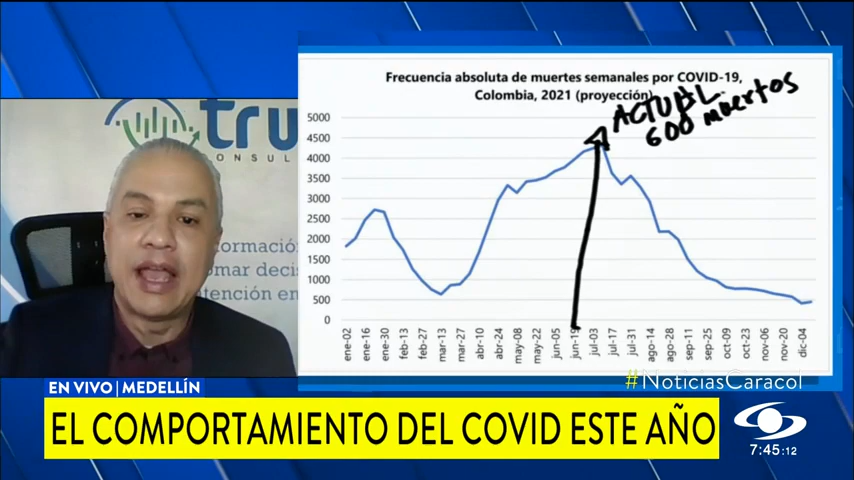 Frecuencia absoluta de muertes semanales por COVID-19,
Colombia, 2021 (proyección)
ACTUAL
600 muertos
5000
4500
4000
3500
3000
2500
2000
1500
1000
500
0
ene-02
ene-16
ene-30
feb-13
feb-27
mar-13
mar-27
abr-10
abr-24
may-08
may-22
jun-05
jun-19
jul-03
jul-17
jul-31
ago-14
ago-28
sep-11
sep-25
oct-09
oct-23
nov-06
nov-20
dic-04
tru
CONSUL
formación
omar deci
tención en
#NoticiasCaracol
EN VIVO | MEDELLÍN
EL COMPORTAMIENTO DEL COVID ESTE AÑO
7:45:12